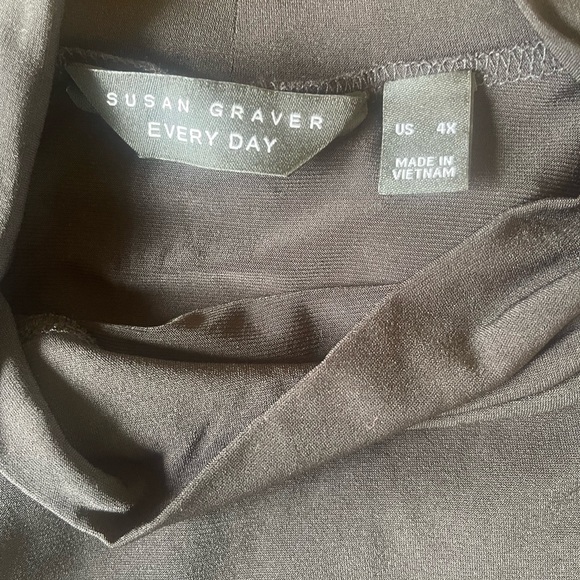 SUSAN GRAVER
EVERY DAY
US 4X
MADE IN
VIETNAM